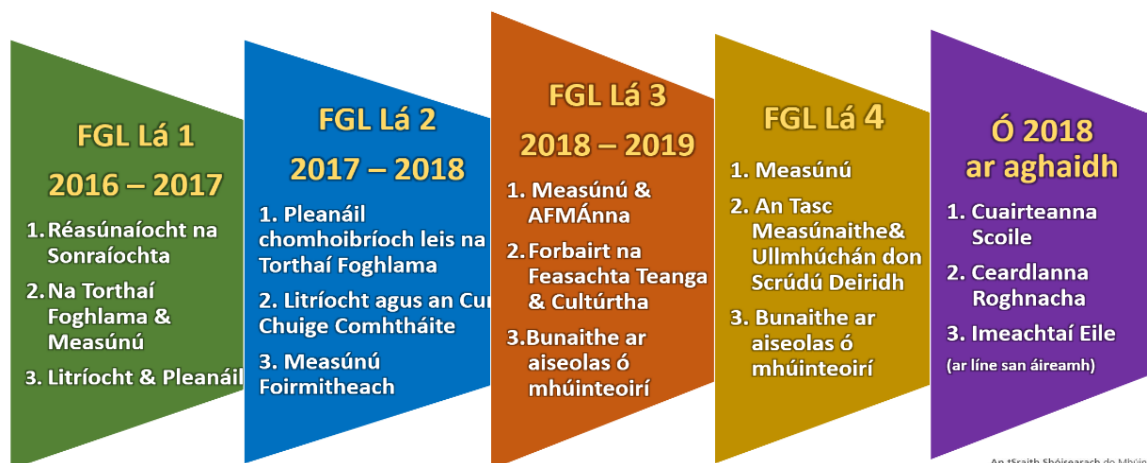 FGL Lá 1
2016 – 2017
1. Réasúnaíocht na
Sonraíochta
2. Na Torthaí
Foghlama &
Measúnú
3. Litríocht & Pleanáil
FGL Lá 2
2017 – 2018
1. Pleanáil
chomhoibríoch leis na
Torthaí Foghlama
2. Litríocht agus an Cur
Chuige Comhtháite
3. Measúnú
Foirmitheach
FGL Lá 3
2018 – 2019
1. Measúnú &
AFMÁnna
2. Forbairt na
Feasachta Teanga
& Cultúrtha
3.Bunaithe ar
aiseolas ó
mhúinteoirí
FGL Lá 4
1. Measúnú
2. An Tasc
Measúnaithe&
Ullmhúchán don
Scrúdú Deiridh
3. Bunaithe ar
aiseolas ó
mhúinteoirí
Ó 2018
ar aghaidh
1. Cuairteanna
Scoile
2. Ceardlanna
Roghnacha
3. Imeachtaí Eile
(ar líne san áireamh)
An tSraith Shóisearach do